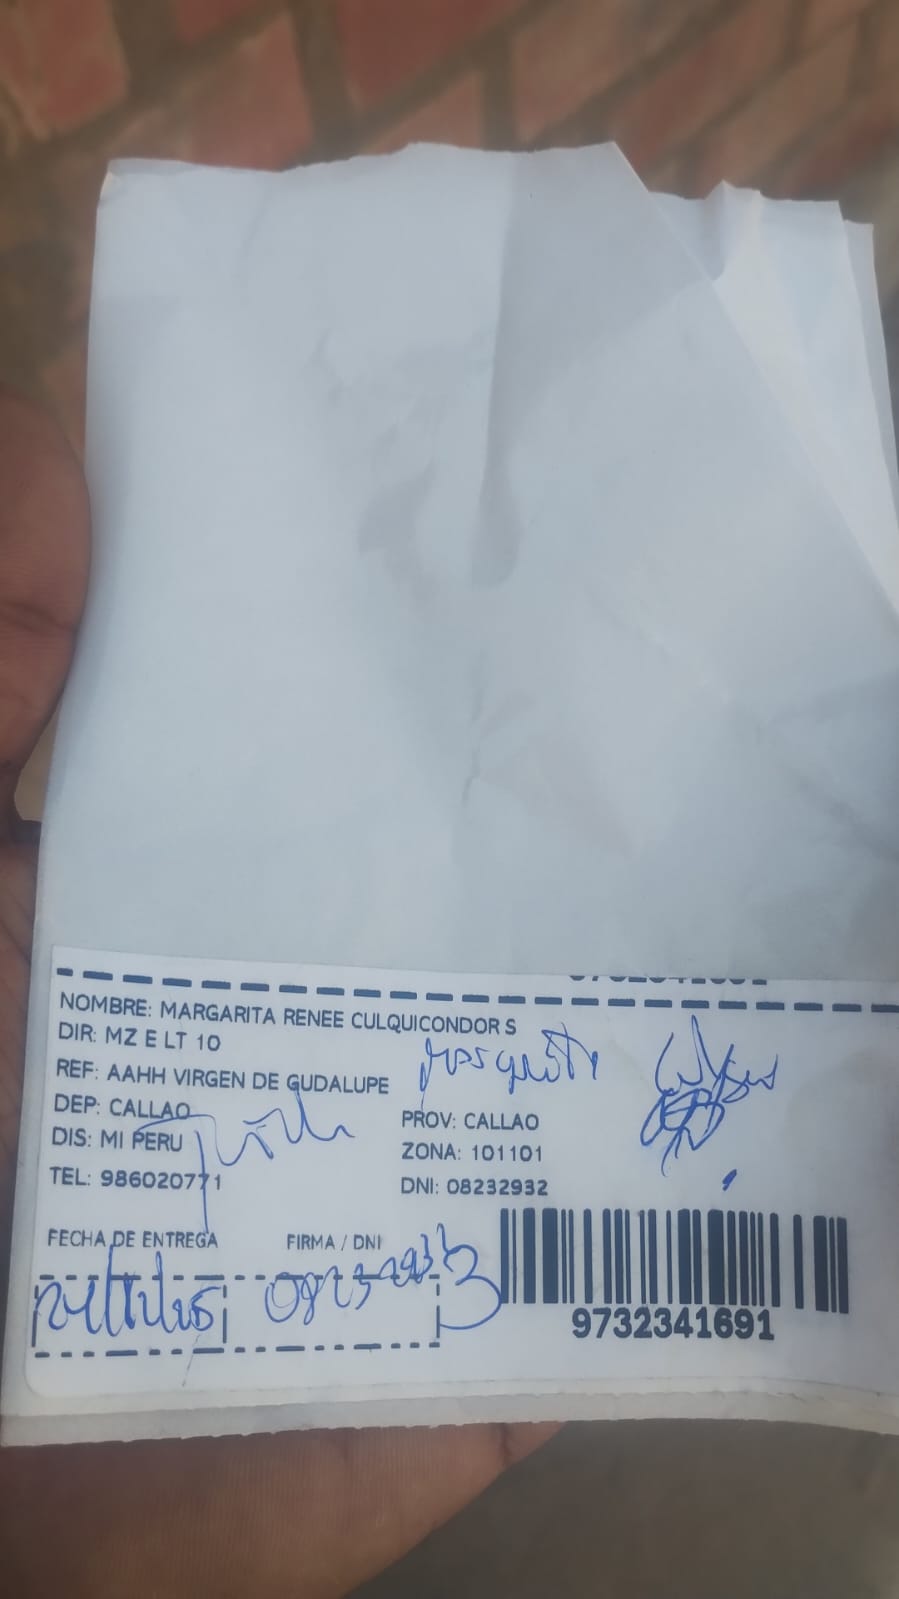 NOMBRE: MARGARITA RENEE CULQUICONDOR S
DIR: MZ E LT 10
REF: AAHH VIRGEN DE GUDALUPE
DEP: CALLAO
PROV: CALLAO
DIS: MI PERU
ZONA: 101101
TEL: 986020771
DNI: 08232932
FECHA DE ENTREGA
FIRMA / DNI
9732341691